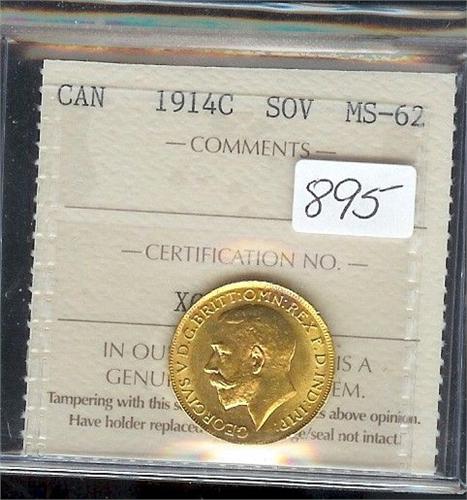 CAN 1914C SOV MS-62
— COMMENTS —
895
— CERTIFICATION NO. —
IN OU IS A
GENU EM.
Tampering with this s s above opinion.
Have holder replace e/seal not intact.
GEORGIVS V D.G.BRITT:OMN:REX F.D.IND:IMP: